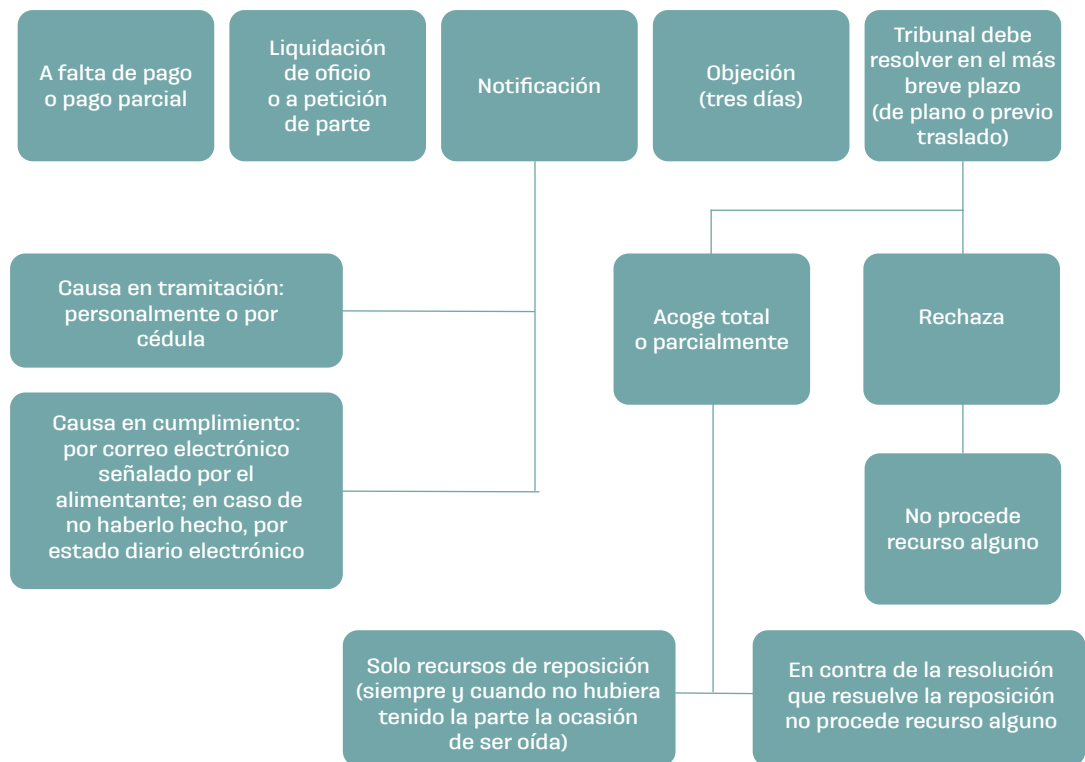 A falta de pago
o pago parcial
Liquidación
de oficio
o a petición
de parte
Notificación
Objeción
(tres días)
Tribunal debe
resolver en el más
breve plazo
(de plano o previo
traslado)
Causa en tramitación:
personalmente o por
cédula
Acoge total
o parcialmente
Rechaza
Causa en cumplimiento:
por correo electrónico
señalado por el
alimentante; en caso de
no haberlo hecho, por
estado diario electrónico
No procede
recurso alguno
Solo recursos de reposición
(siempre y cuando no hubiera
tenido la parte la ocasión
de ser oída)
En contra de la resolución
que resuelve la reposición
no procede recurso alguno